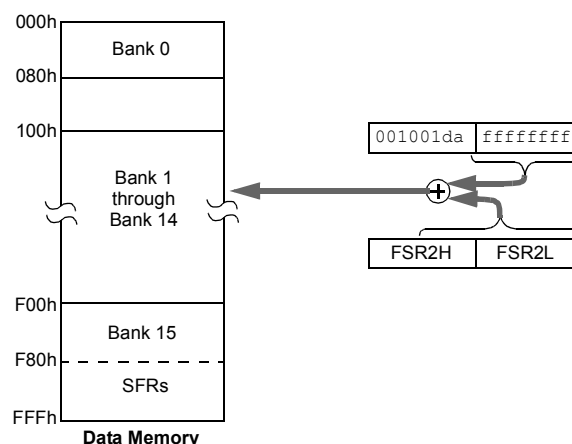 000h
Bank 0
080h
100h
001001da ffffffff
Bank 1
through
Bank 14
FSR2H FSR2L
F00h
Bank 15
F80h
SFRs
FFFh
Data Memory